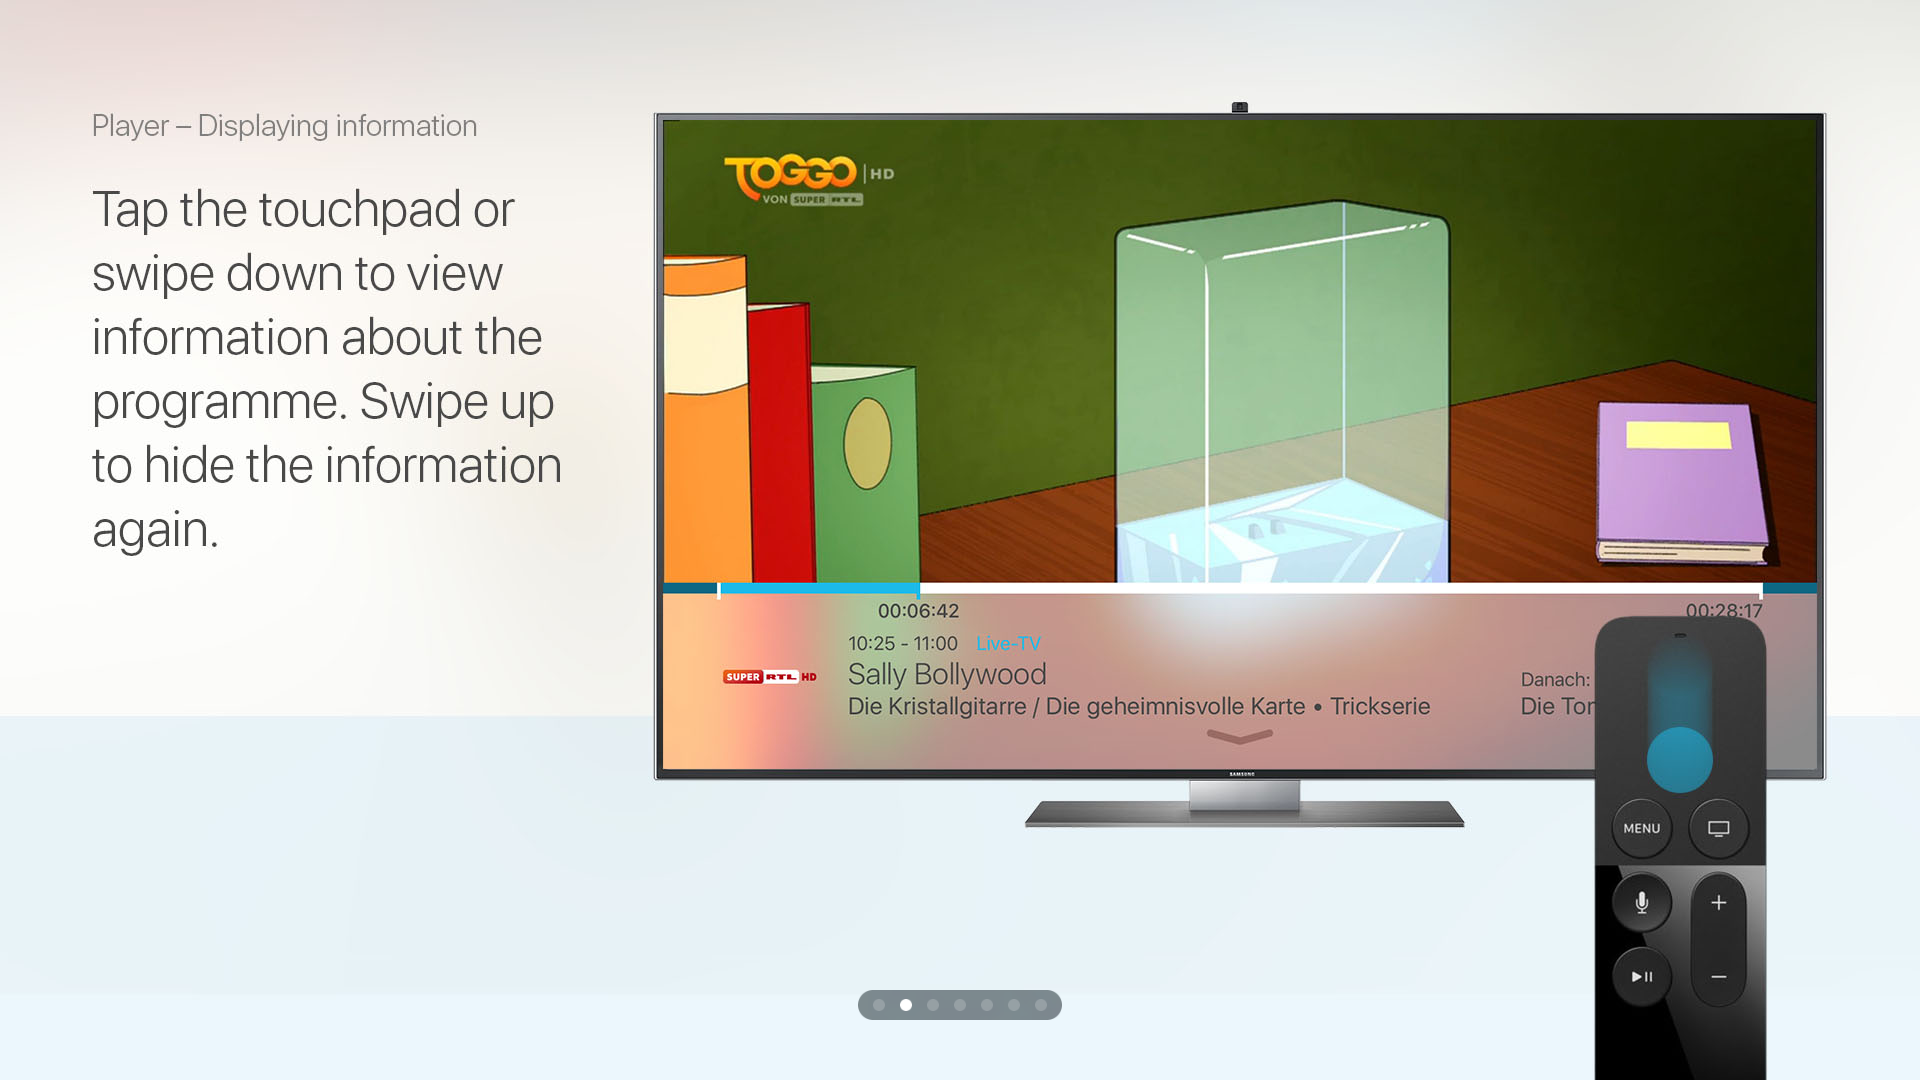 Player – Displaying information
Tap the touchpad or
swipe down to view
information about the
programme. Swipe up
to hide the information
again.
TOGGO | HD
VON SUPER RTL
00:06:42
00:28:17
10:25 - 11:00 Live-TV
SUPER RTL HD
Sally Bollywood
Danach:
Die Kristallgitarre / Die geheimnisvolle Karte • Trickserie
Die Tor
SAMSUNG
MENU